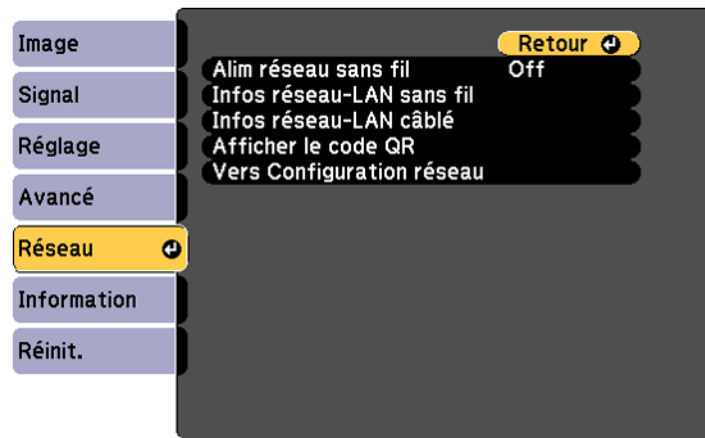 Image
Signal
Réglage
Avancé
Réseau
Information
Réinit.
Retour
Alim réseau sans fil Off
Infos réseau-LAN sans fil
Infos réseau-LAN câblé
Afficher le code QR
Vers Configuration réseau